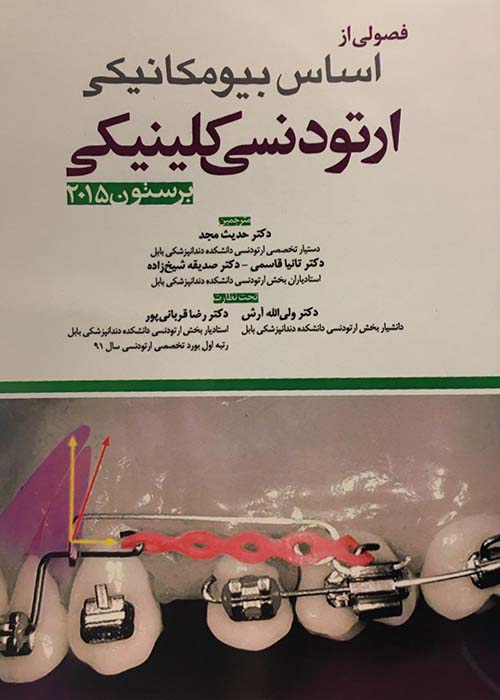 فصولی از
اساس بیومکانیکی
ارتودنسی کلینیکی
برستون ۲۰۱۵
مترجمین
دکتر حدیث مجد
دستیار تخصصی ارتودنسی دانشکده دندانپزشکی بابل
دکتر تانیا قاسمی - دکتر صدیقه شیخ‌زاده
استادیاران بخش ارتودنسی دانشکده دندانپزشکی بابل
تحت نظارت
دکتر ولی‌الله آرش
دانشیار بخش ارتودنسی دانشکده دندانپزشکی بابل
دکتر رضا قربانی‌پور
استادیار بخش ارتودنسی دانشکده دندانپزشکی بابل
رتبه اول بورد تخصصی ارتودنسی سال ۹۱